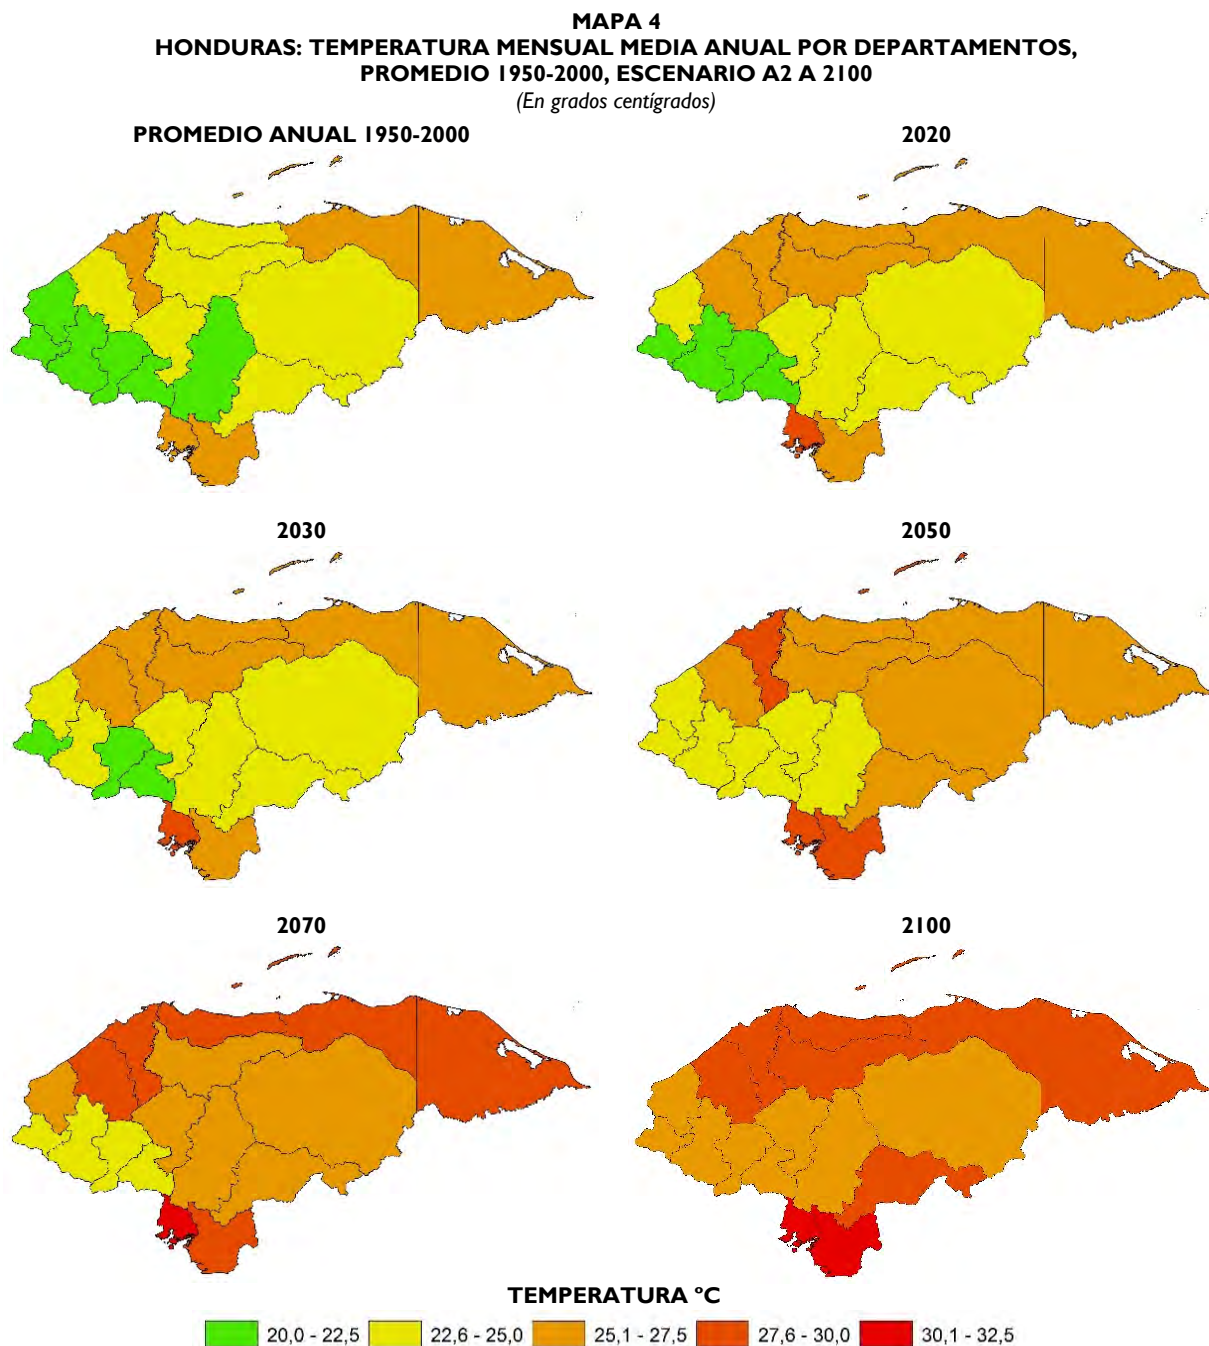 MAPA 4
HONDURAS: TEMPERATURA MENSUAL MEDIA ANUAL POR DEPARTAMENTOS,
PROMEDIO 1950-2000, ESCENARIO A2 A 2100
(En grados centígrados)
PROMEDIO ANUAL 1950-2000
2020
2030
2050
2070
2100
TEMPERATURA ºC
20,0 - 22,5
22,6 - 25,0
25,1 - 27,5
27,6 - 30,0
30,1 - 32,5